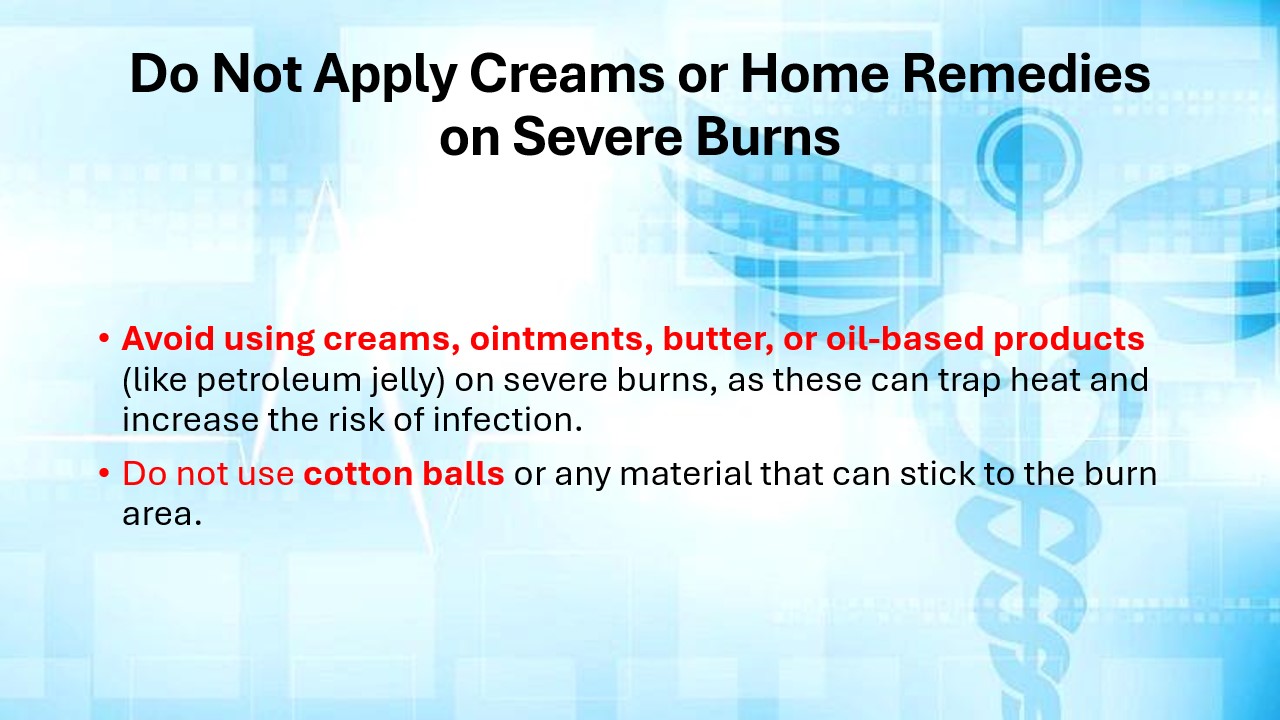 Do Not Apply Creams or Home Remedies
on Severe Burns
• Avoid using creams, ointments, butter, or oil-based products
(like petroleum jelly) on severe burns, as these can trap heat and
increase the risk of infection.
• Do not use cotton balls or any material that can stick to the burn
area.